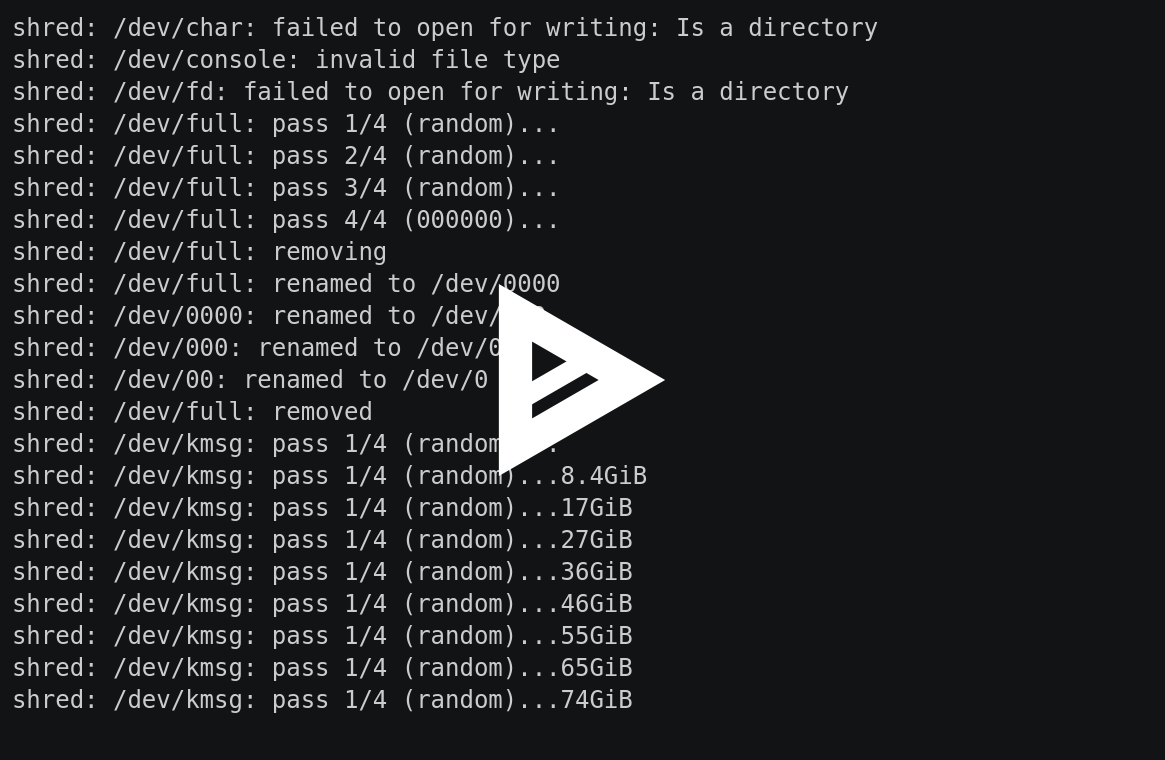 shred: /dev/char: failed to open for writing: Is a directory
shred: /dev/console: invalid file type
shred: /dev/fd: failed to open for writing: Is a directory
shred: /dev/full: pass 1/4 (random)...
shred: /dev/full: pass 2/4 (random)...
shred: /dev/full: pass 3/4 (random)...
shred: /dev/full: pass 4/4 (000000)...
shred: /dev/full: removing
shred: /dev/full: renamed to /dev/0000
shred: /dev/0000: renamed to
shred: /dev/000: renamed to
shred: /dev/00: renamed to /dev/0
shred: /dev/full: removed
shred: /dev/kmsg: pass 1/4 (random
shred: /dev/kmsg: pass 1/4 (random)...8.4GiB
shred: /dev/kmsg: pass 1/4 (random)...17GiB
shred: /dev/kmsg: pass 1/4 (random)...27GiB
shred: /dev/kmsg: pass 1/4 (random)...36GiB
shred: /dev/kmsg: pass 1/4 (random)...46GiB
shred: /dev/kmsg: pass 1/4 (random)...55GiB
shred: /dev/kmsg: pass 1/4 (random)...65GiB
shred: /dev/kmsg: pass 1/4 (random)...74GiB